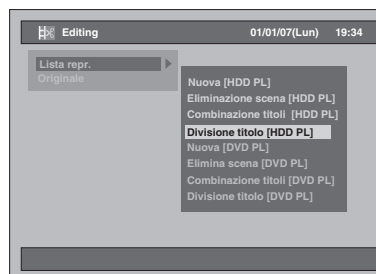 Editing 01/01/07(Lun) 19:34
Lista repr.
Originale
Nuova [HDD PL]
Eliminazione scena [HDD PL]
Combinazione titoli [HDD PL]
Divisione titolo [HDD PL]
Nuova [DVD PL]
Elimina scena [DVD PL]
Combinazione titoli [DVD PL]
Divisione titolo [DVD PL]